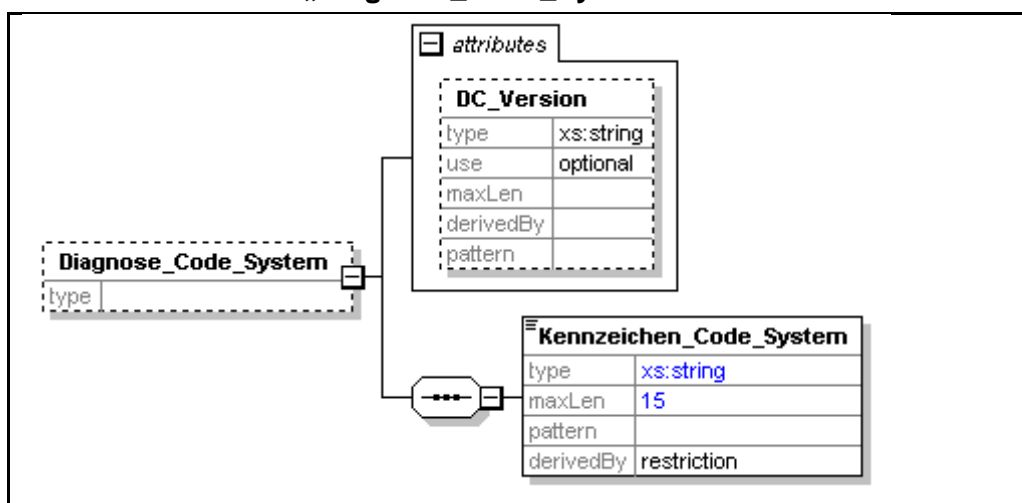 attributes
DC_Version
type xs:string
use optional
maxLen
derivedBy
pattern
Diagnose_Code_System
type
Kennzeichen_Code_System
type xs:string
maxLen 15
pattern
derivedBy restriction